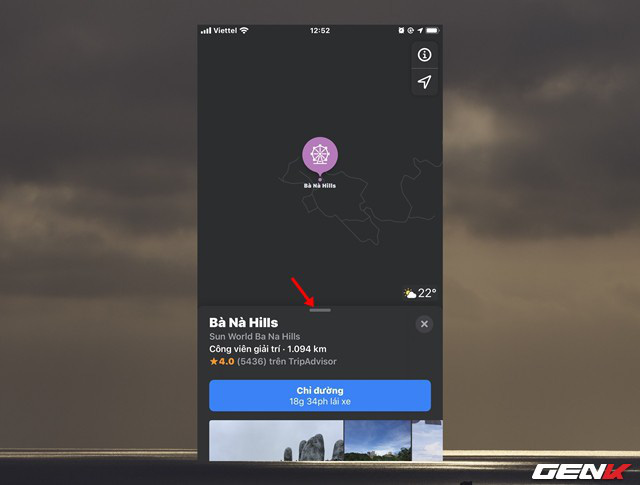 Viettel
12:52
Bà Nà Hills
22°
Bà Nà Hills
Sun World Ba Na Hills
Công viên giải trí · 1.094 km
★4.0 (5436) trên TripAdvisor
Chỉ đường
18g 34ph lái xe
GENK